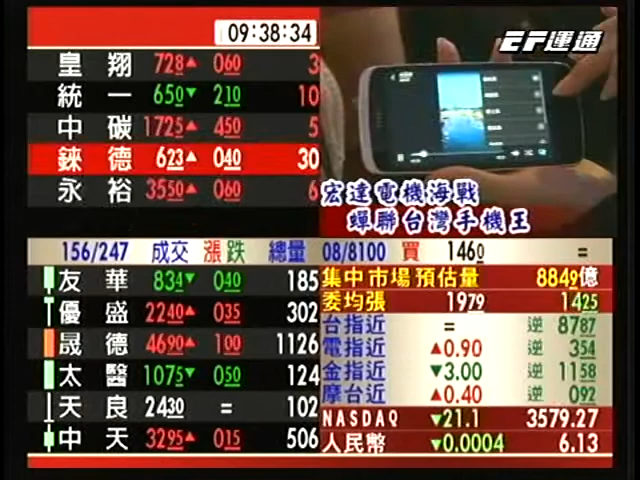 09:38:34
EF運通
皇翔 728▲ 060 3
統一 650▼ 210 10
中碳 1725▲ 450 5
錸德 623▲ 040 30
永裕 3550▲ 060 6
宏達電機海戰
蟬聯台灣手機王
156/247 成交 漲跌 總量 08/8100 買 1460 =
友華 834▼ 040 185
優盛 2240▲ 035 302
晟德 4690▲ 100 1126
太醫 1075▼ 050 124
天良 2430 = 102
中天 3295▲ 015 506
集中市場預估量 8849億
委均張 1979 1425
台指近 = 逆 8787
電指近 ▲0.90 逆 354
金指近 ▼3.00 逆 1158
摩台近 ▲0.40 逆 092
NASDAQ ▼21.1 3579.27
人民幣 ▼0.0004 6.13